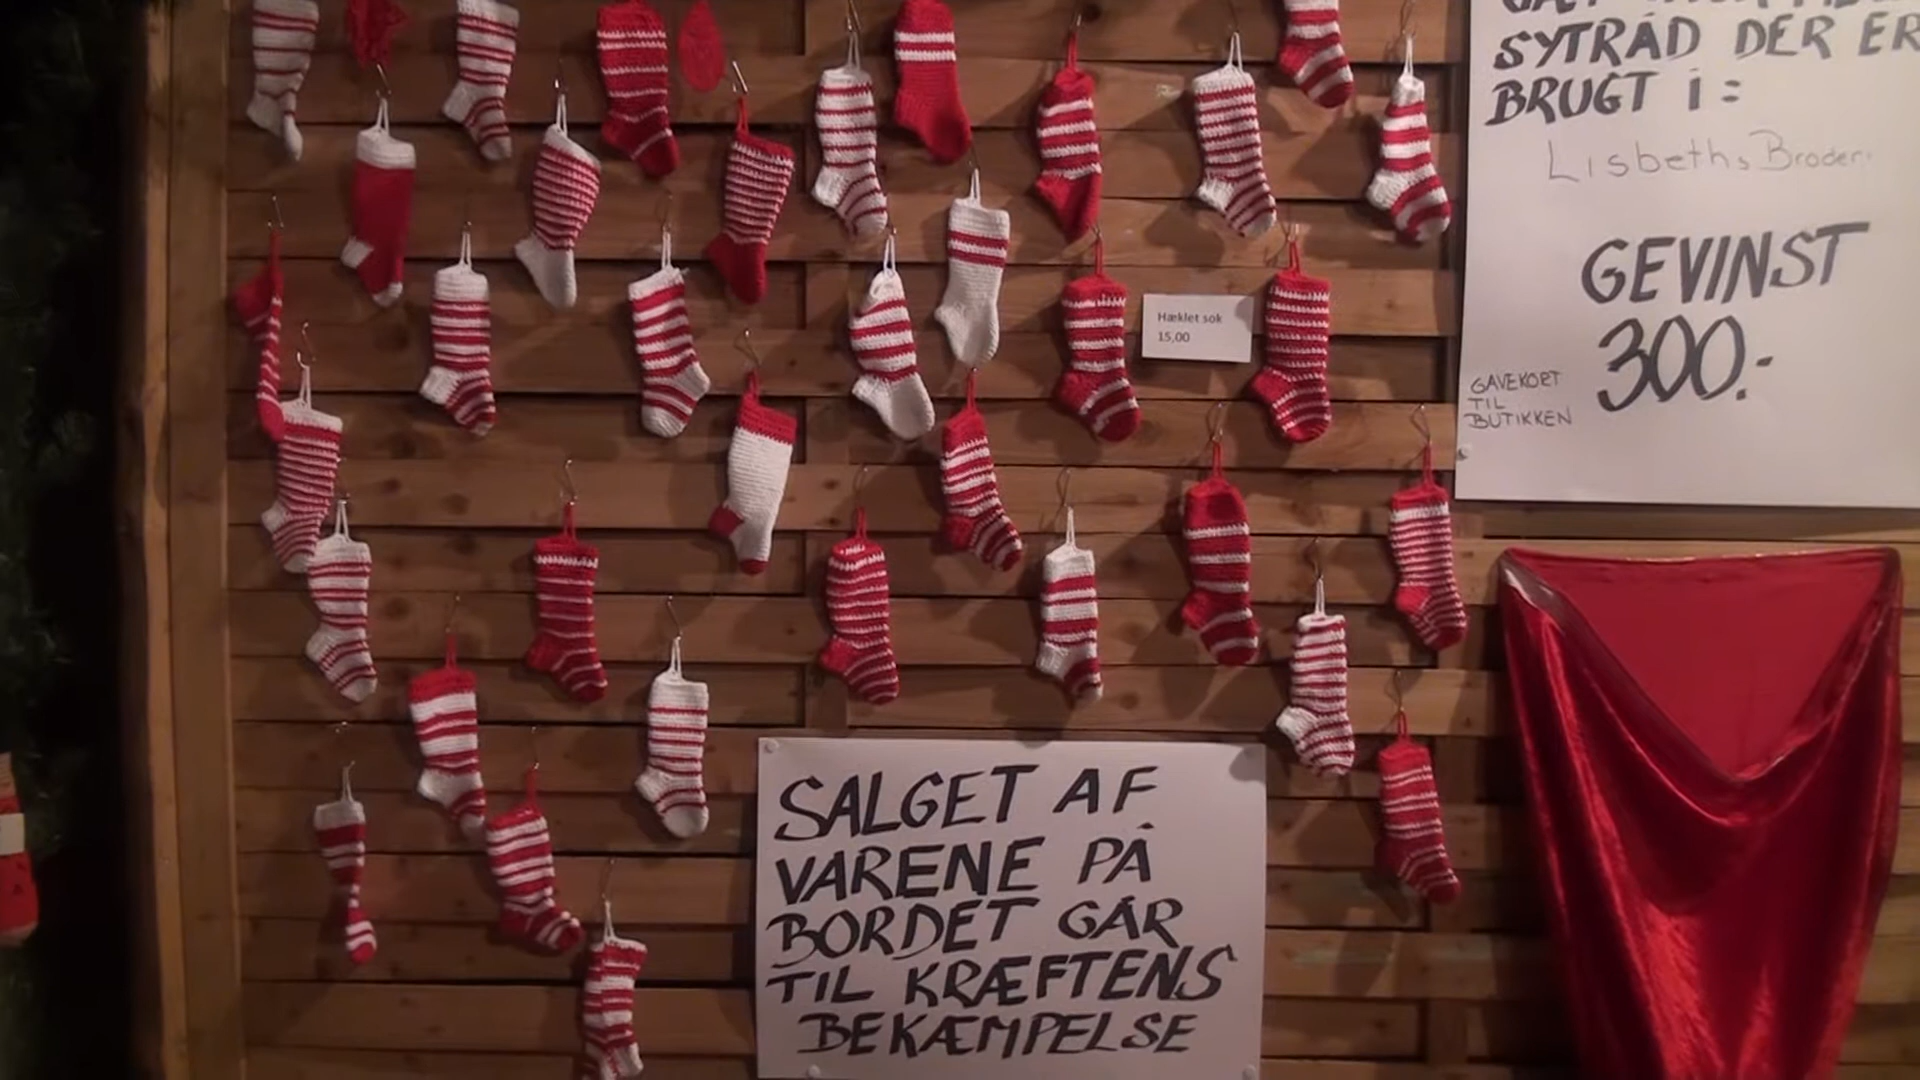 SYTRÅD DER ER
BRUGT i :
Lisbeths Broderi
GEVINST
300.-
GAVEKORT
TIL
BUTIKKEN
Hæklet sok
15,00
SALGET AF
VARENE PÅ
BORDET GÅR
TIL KRÆFTENS
BEKÆMPELSE